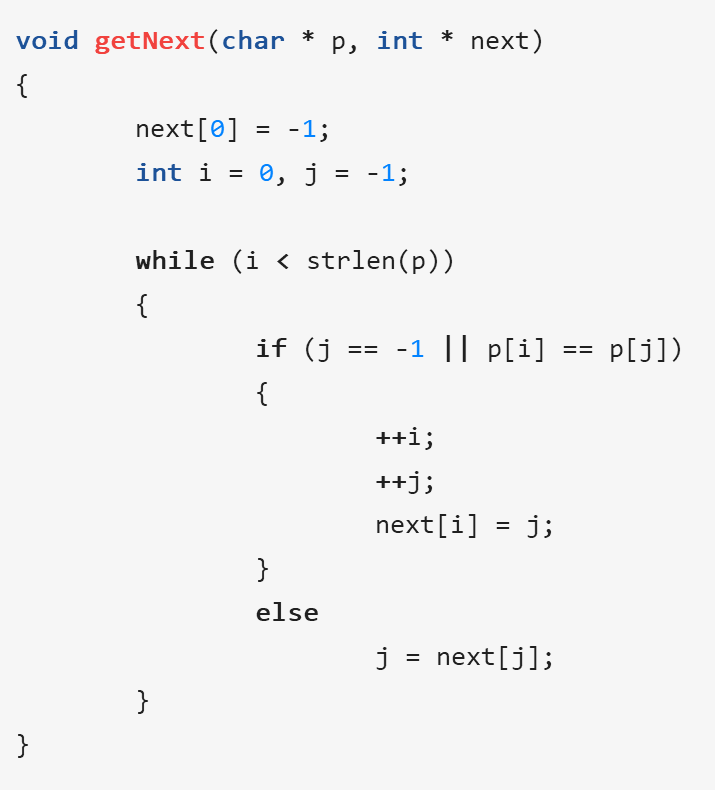 void getNext(char * p, int * next)
{
        next[0] = -1;
        int i = 0, j = -1;

        while (i < strlen(p))
        {
                if (j == -1 || p[i] == p[j])
                {
                        ++i;
                        ++j;
                        next[i] = j;
                }
                else
                        j = next[j];
        }
}